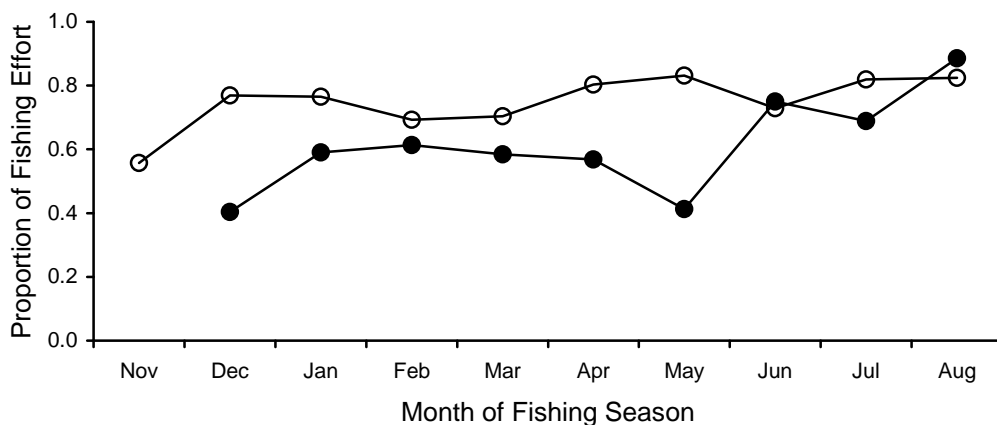 Proportion of Fishing Effort
1.0
0.8
0.6
0.4
0.2
0.0
Nov Dec Jan Feb Mar Apr May Jun Jul Aug
Month of Fishing Season